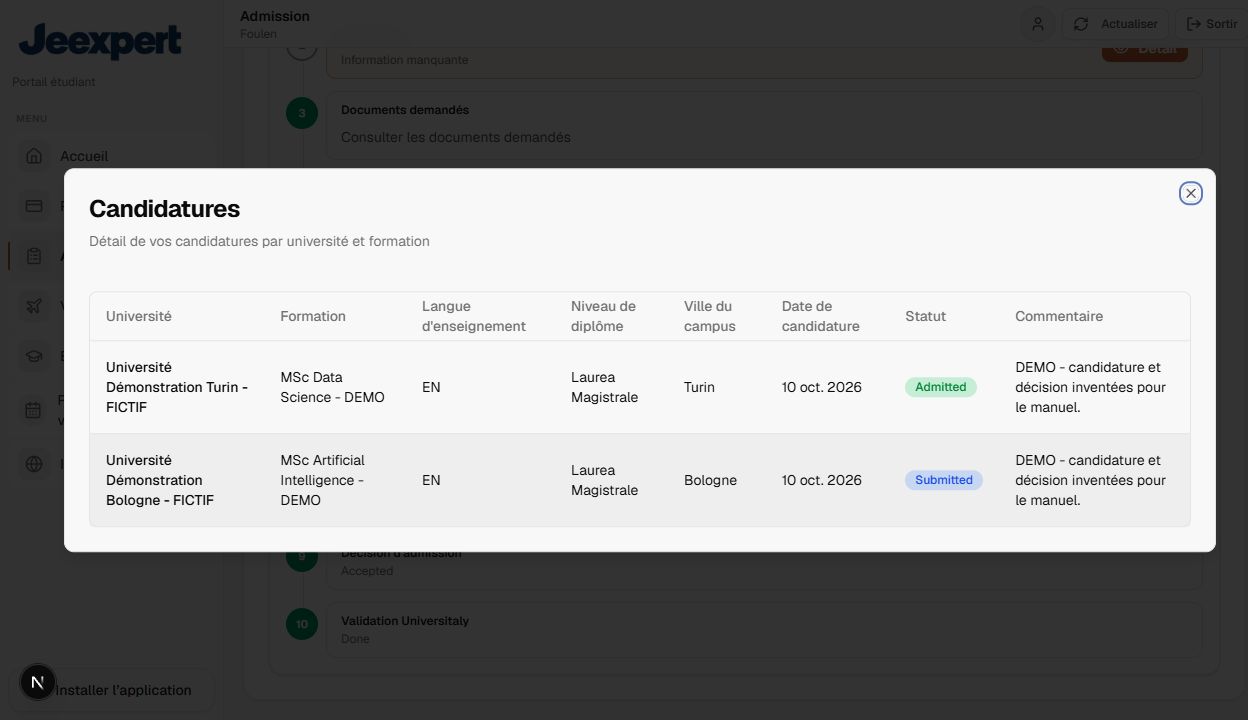 Jeexpert
Portail étudiant
MENU
Accueil
Installer l'application
Admission
Foulen
Actualiser
Sortir
Information manquante
Détail
3
Documents demandés
Consulter les documents demandés
Candidatures
Détail de vos candidatures par université et formation
Université
Formation
Langue
d'enseignement
Niveau de
diplôme
Ville du
campus
Date de
candidature
Statut
Commentaire
Université
Démonstration Turin -
FICTIF
MSc Data
Science - DEMO
EN
Laurea
Magistrale
Turin
10 oct. 2026
Admitted
DEMO - candidature et
décision inventées pour
le manuel.
Université
Démonstration
Bologne - FICTIF
MSc Artificial
Intelligence -
DEMO
EN
Laurea
Magistrale
Bologne
10 oct. 2026
Submitted
DEMO - candidature et
décision inventées pour
le manuel.
9
Décision d'admission
Accepted
10
Validation Universitaly
Done